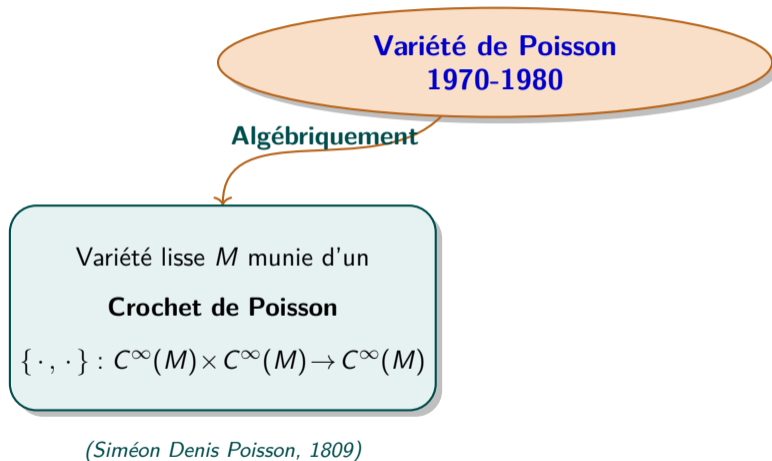 Variété de Poisson
1970-1980
Algébriquement
Variété lisse M munie d'un
Crochet de Poisson
{ · , · } : C^∞(M) × C^∞(M) → C^∞(M)
(Siméon Denis Poisson, 1809)